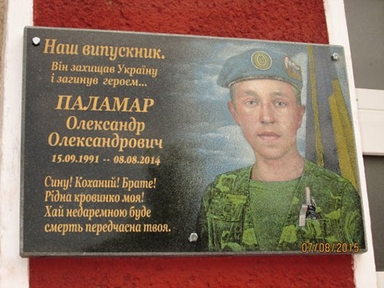 Наш випускник.
Він захищав Україну
і загинув героєм...
ПАЛАМАР
Олександр
Олександрович
15.09.1991 -- 08.08.2014
Сину! Коханий! Брате!
Рідна кровинко моя!
Хай недаремною буде
смерть передчасна твоя.
07/08/2015